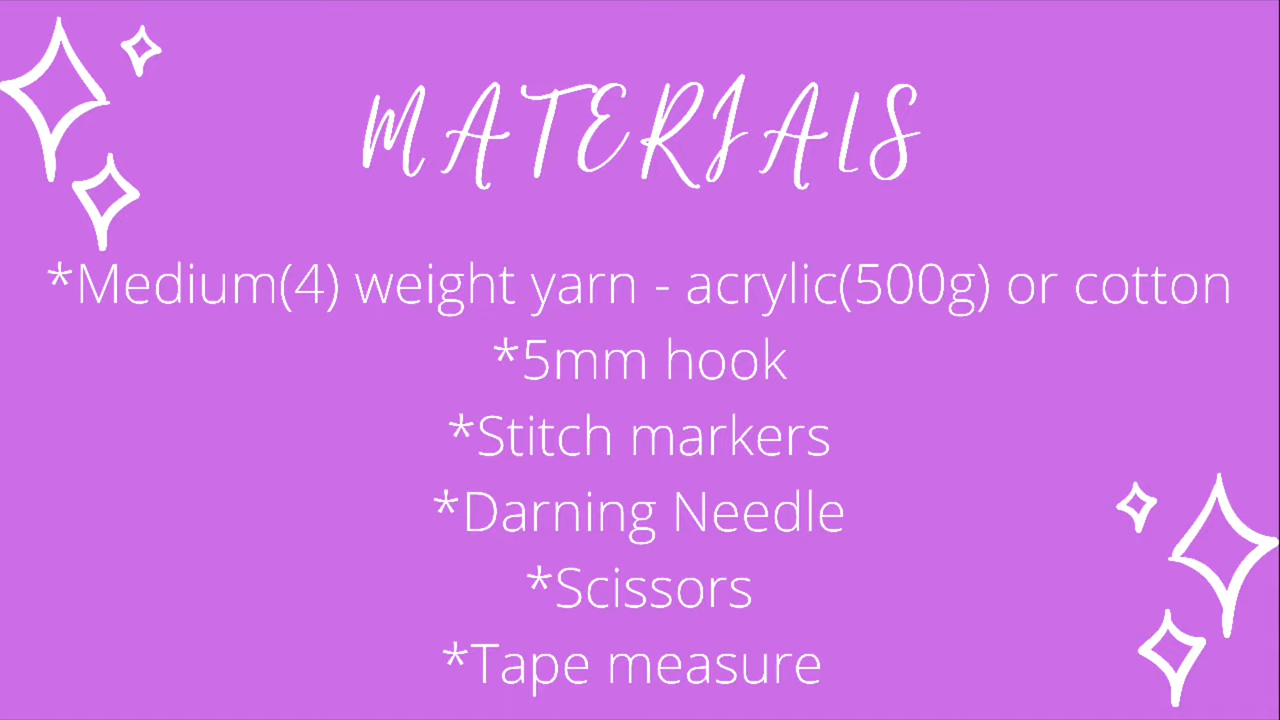 MATERIALS
*Medium(4) weight yarn - acrylic(500g) or cotton
*5mm hook
*Stitch markers
*Darning Needle
*Scissors
*Tape measure